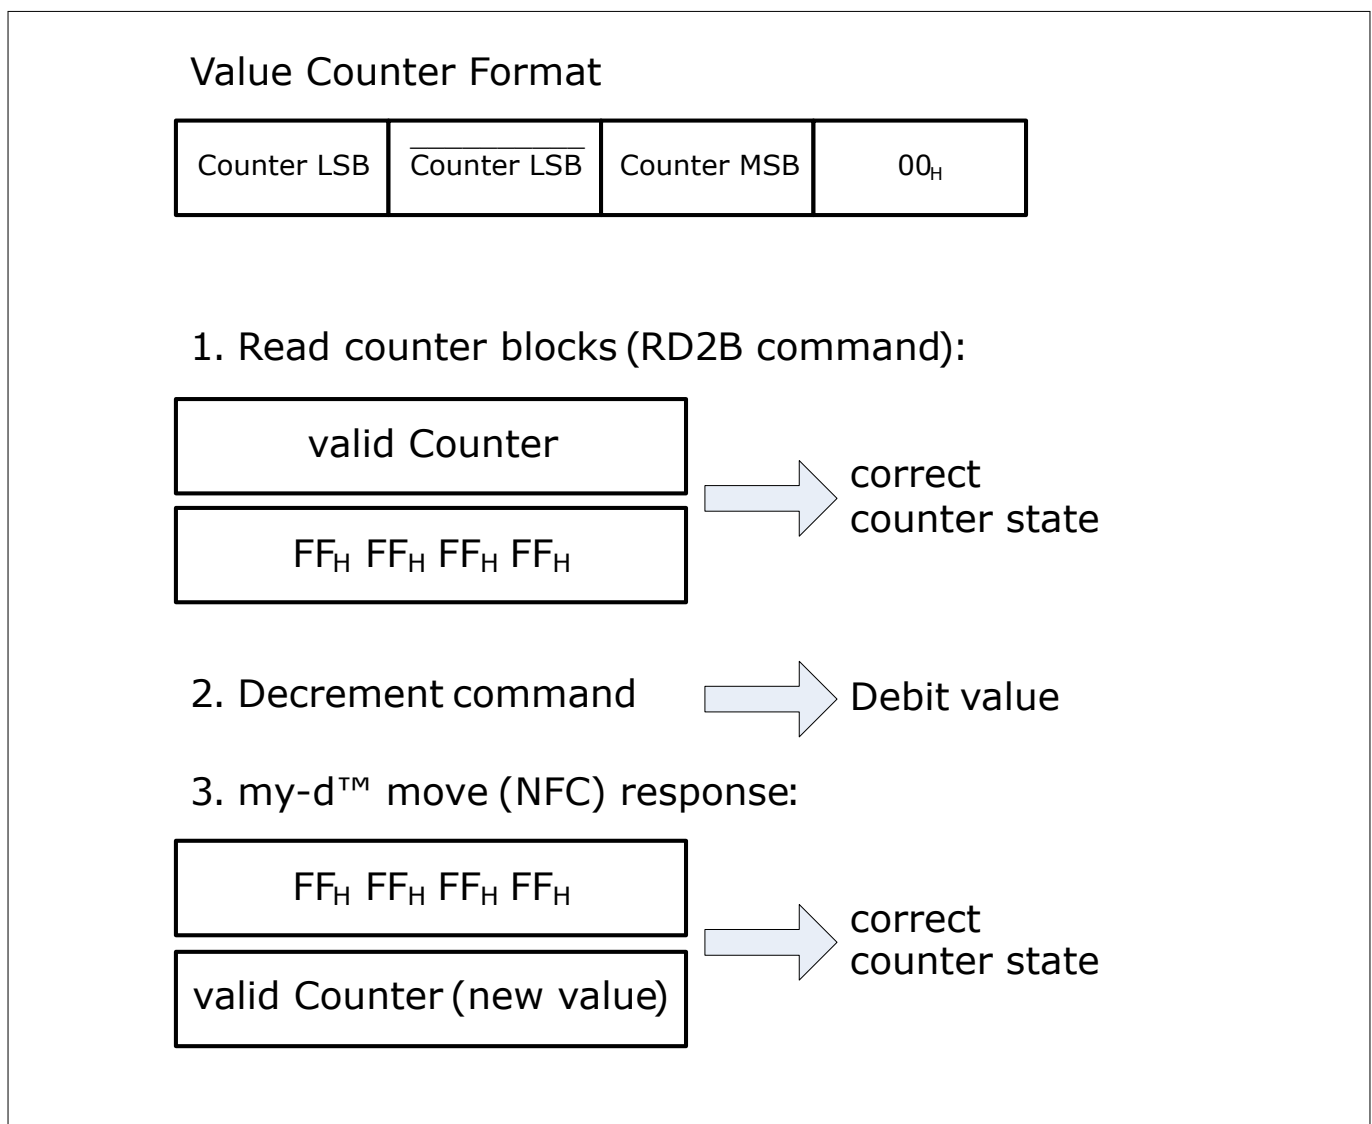 Value Counter Format
Counter LSB Counter LSB Counter MSB 00H
1. Read counter blocks (RD2B command):
valid Counter
FFH FFH FFH FFH
correct
counter state
2. Decrement command
Debit value
3. my-d™ move (NFC) response:
FFH FFH FFH FFH
valid Counter (new value)
correct
counter state